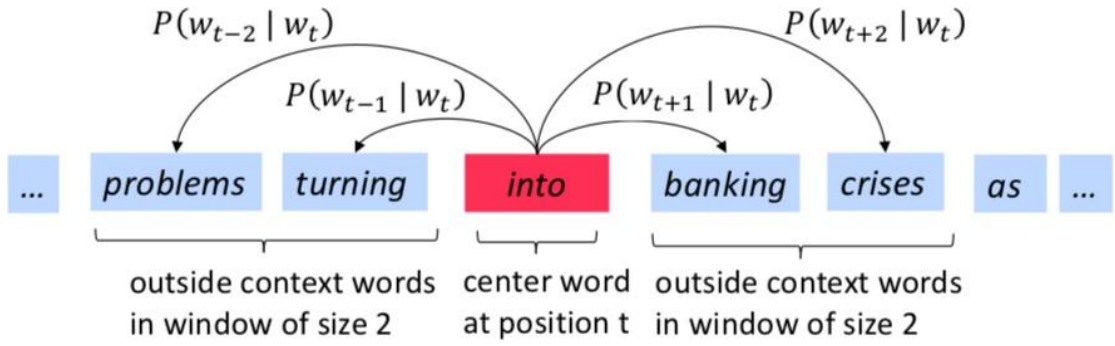 P(w_{t−2} | w_t) P(w_{t+2} | w_t)
P(w_{t−1} | w_t) P(w_{t+1} | w_t)
... problems turning into banking crises as ...
outside context words center word outside context words
in window of size 2 at position t in window of size 2